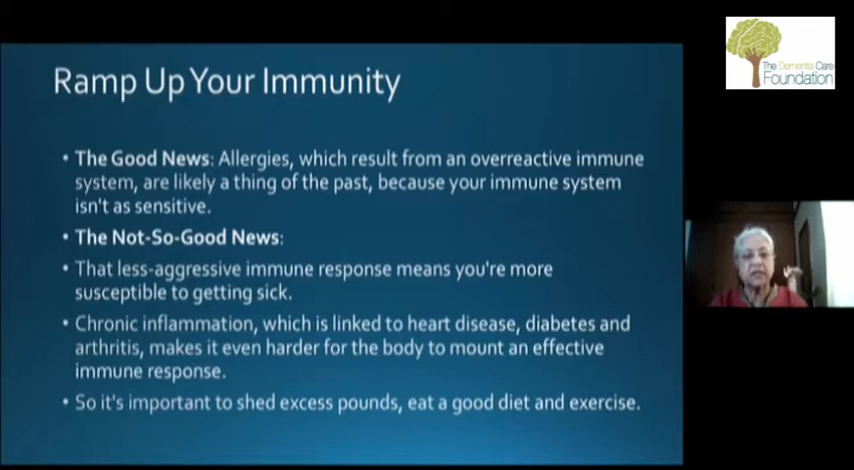 Ramp Up Your Immunity
• The Good News: Allergies, which result from an overreactive immune
system, are likely a thing of the past, because your immune system
isn't as sensitive.
• The Not-So-Good News:
• That less-aggressive immune response means you're more
susceptible to getting sick.
• Chronic inflammation, which is linked to heart disease, diabetes and
arthritis, makes it even harder for the body to mount an effective
immune response.
• So it's important to shed excess pounds, eat a good diet and exercise.
The Dementia Care
Foundation